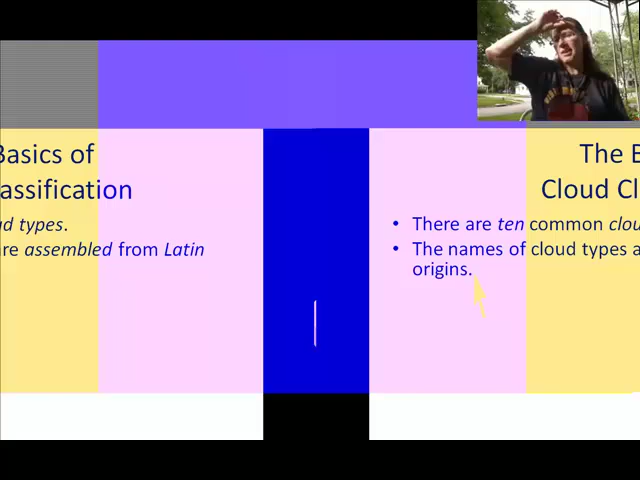 Basics of
assification
d types.
re assembled from Latin
The B
Cloud Cl
• There are ten common clou
• The names of cloud types a
origins.